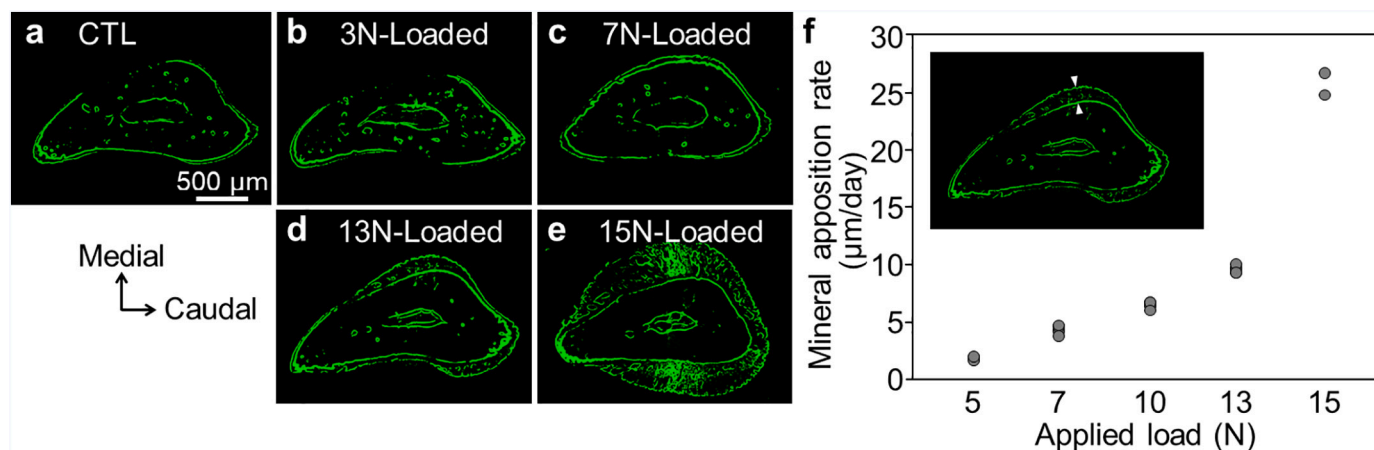 a CTL
500 µm
b 3N-Loaded
c 7N-Loaded
Medial
Caudal
d 13N-Loaded
e 15N-Loaded
f
Mineral apposition rate
(µm/day)
30
25
20
15
10
5
0
5 7 10 13 15
Applied load (N)